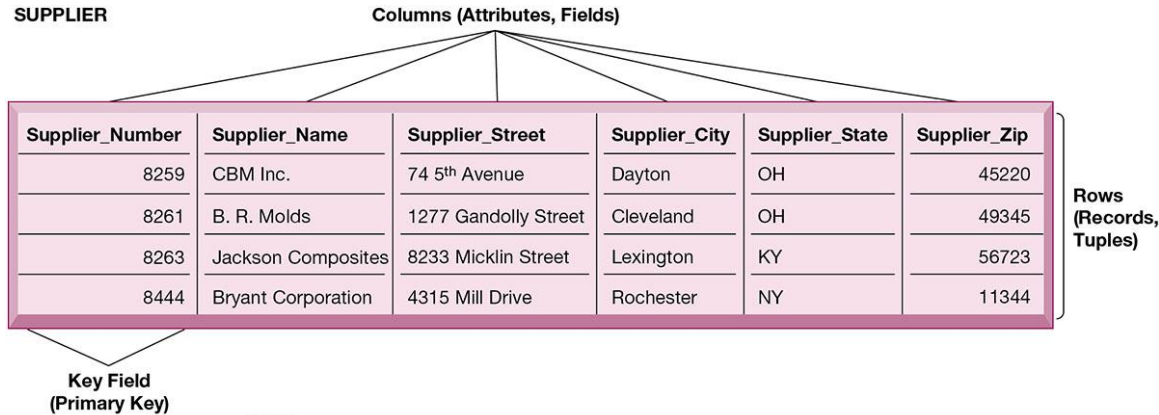 SUPPLIER
Columns (Attributes, Fields)
Supplier_Number Supplier_Name Supplier_Street Supplier_City Supplier_State Supplier_Zip
8259 CBM Inc. 74 5th Avenue Dayton OH 45220
8261 B. R. Molds 1277 Gandolly Street Cleveland OH 49345
8263 Jackson Composites 8233 Micklin Street Lexington KY 56723
8444 Bryant Corporation 4315 Mill Drive Rochester NY 11344
Rows
(Records,
Tuples)
Key Field
(Primary Key)